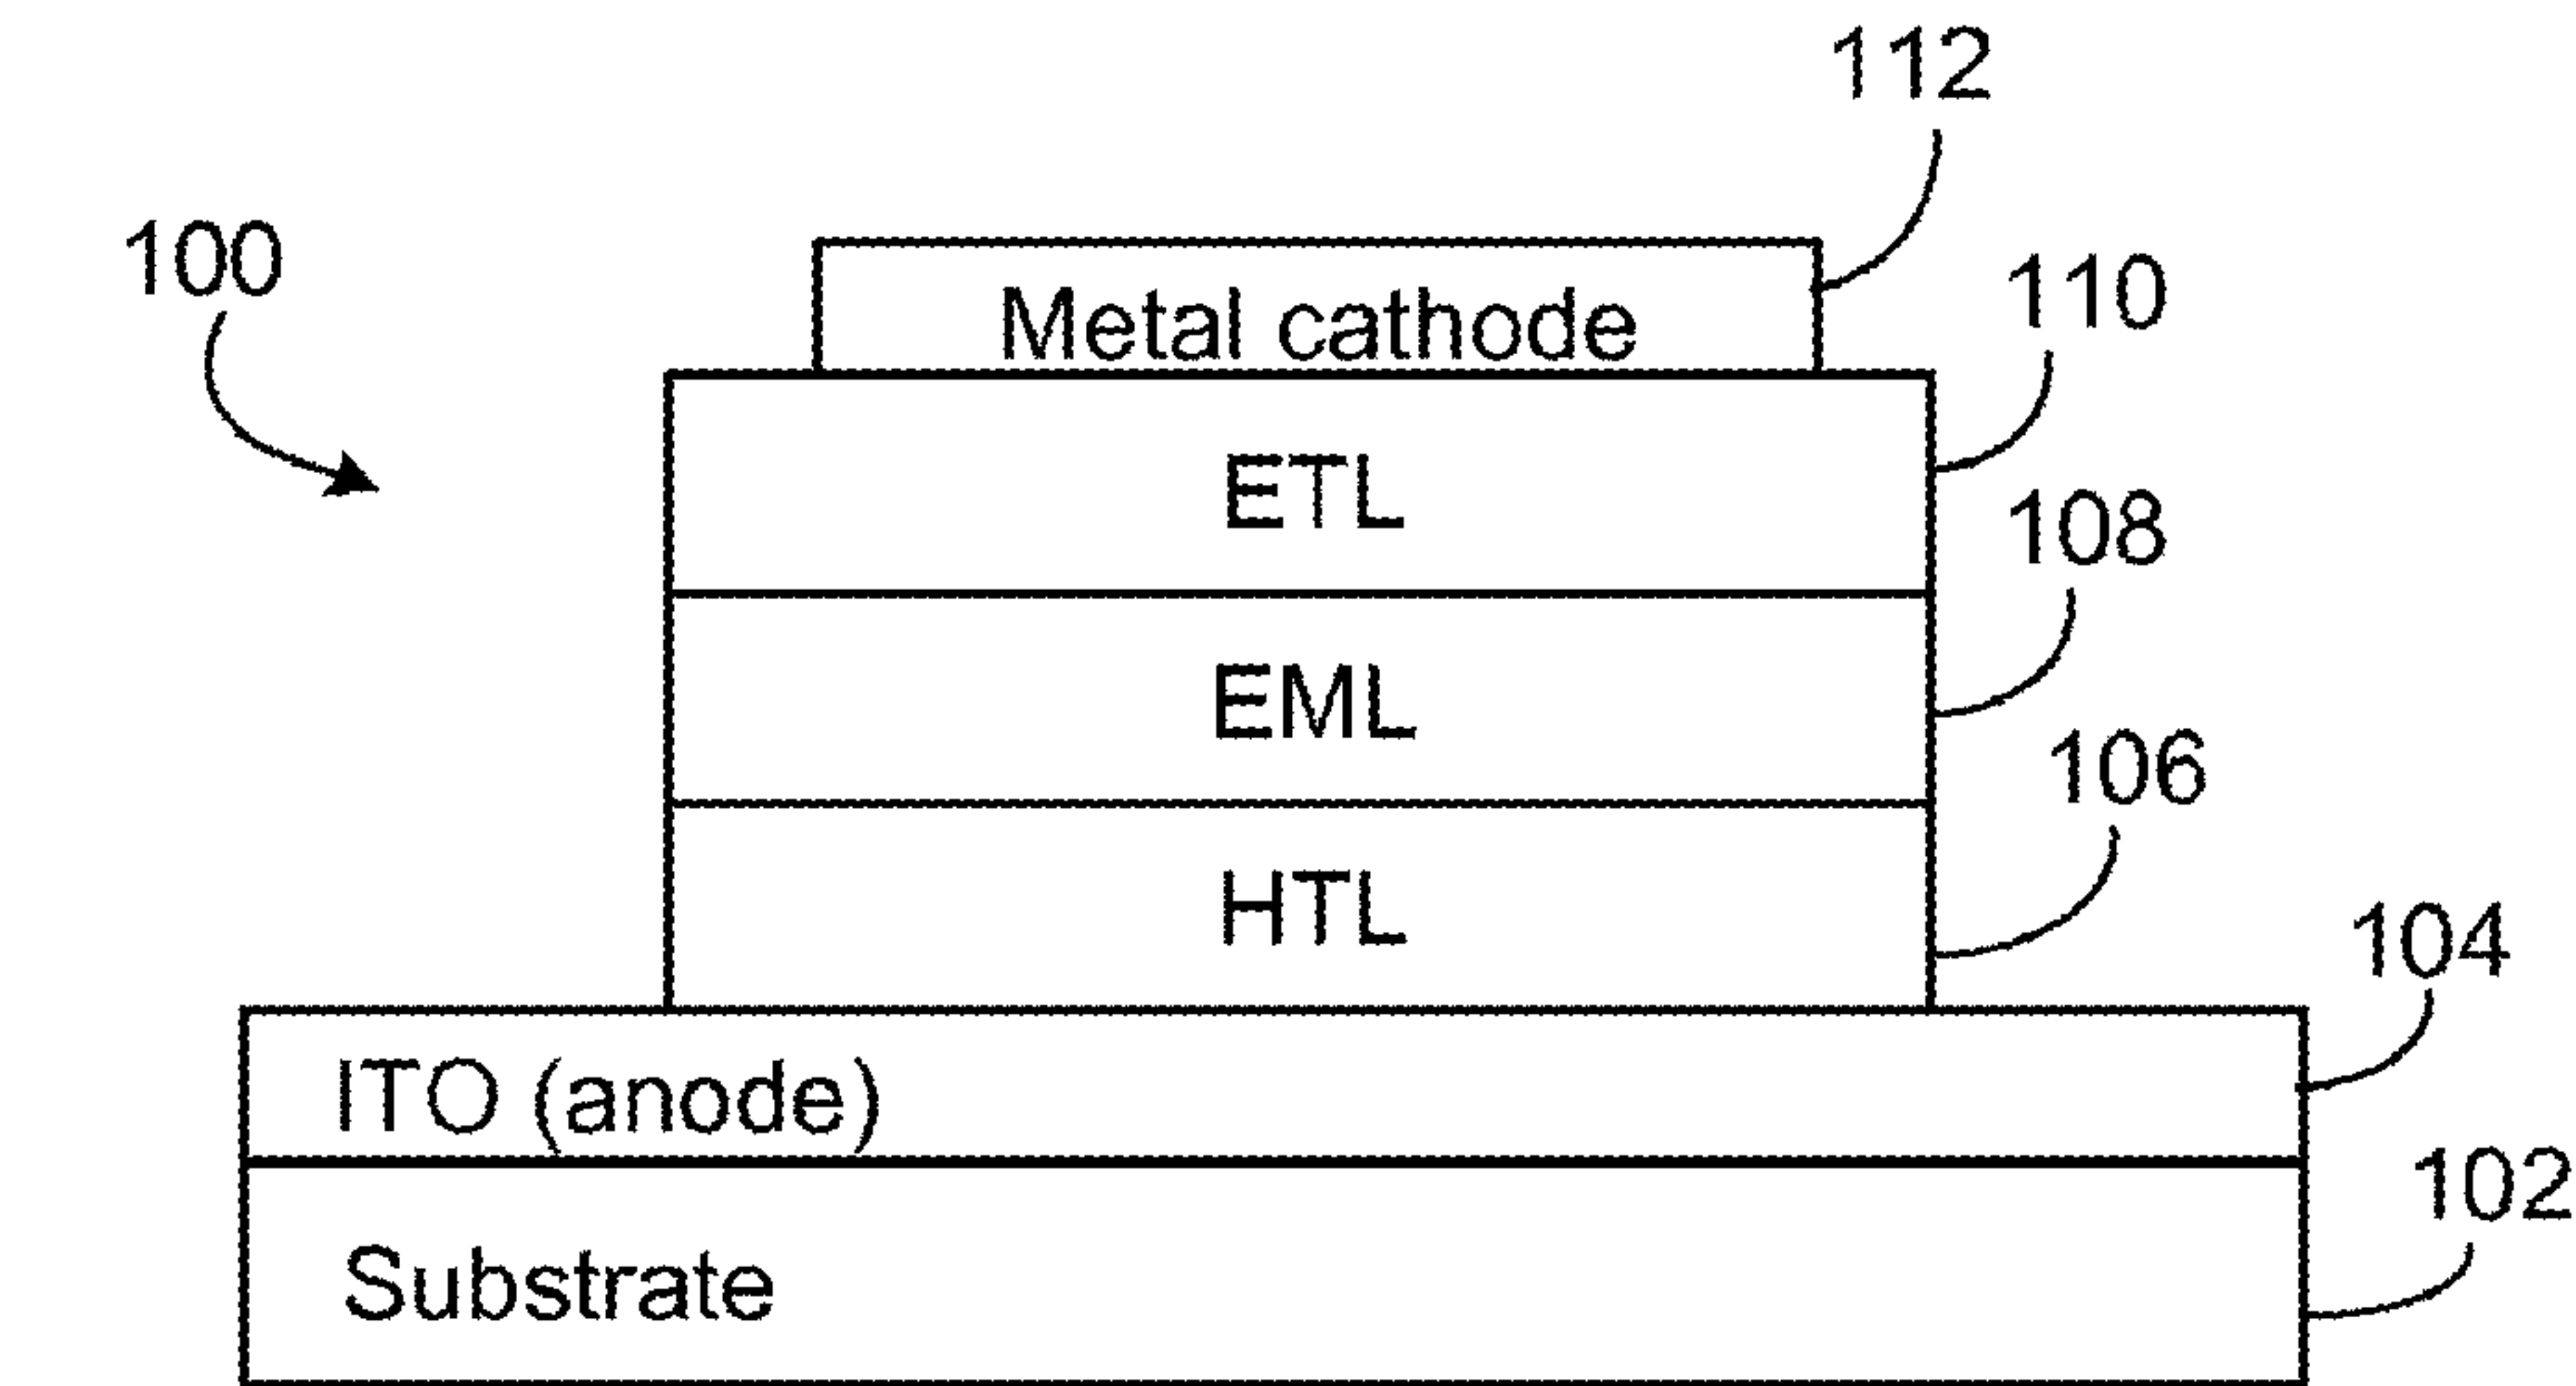 112
100
Metal cathode
110
ETL
108
EML
106
HTL
104
ITO (anode)
102
Substrate